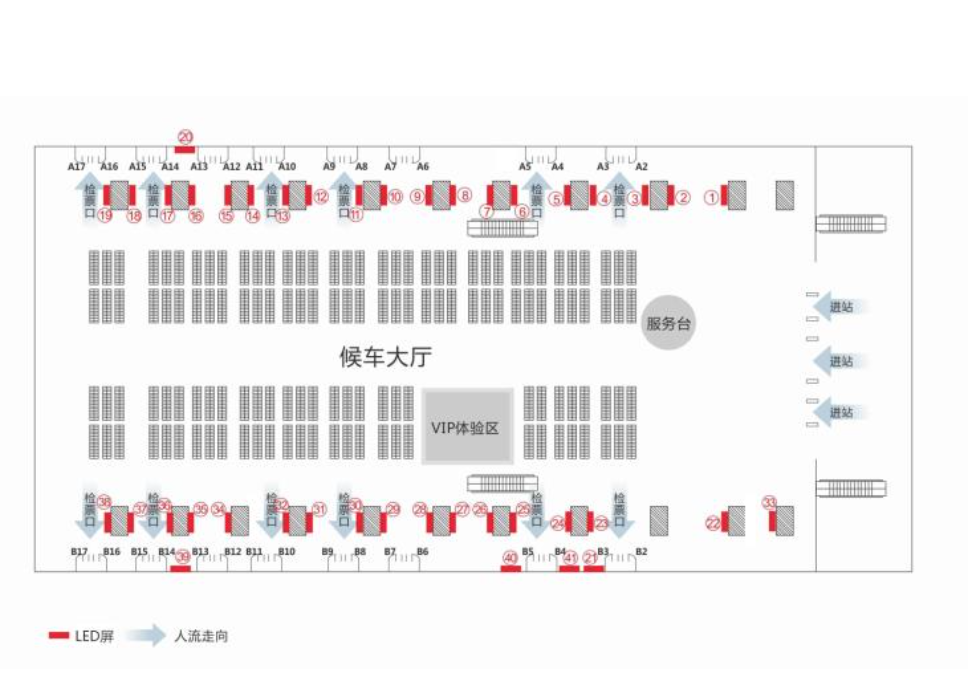 ⑳
A17 A16 A15 A14 A13 A12 A11 A10 A9 A8 A7 A6 A5 A4 A3 A2
检票口 检票口 检票口 检票口 检票口 检票口
⑲ ⑱ ⑰ ⑯ ⑮ ⑭ ⑬ ⑫ ⑪ ⑩ ⑨ ⑧ ⑦ ⑥ ⑤ ④ ③ ② ①
进站
服务台
候车大厅
进站
进站
VIP体验区
检票口 检票口 检票口 检票口 检票口 检票口
㊳ ㊲ ㊱ ㉟ ㉞ ㉜ ㉛ ㉚ ㉙ ㉘ ㉗ ㉖ ㉕ ㉔ ㉓ ㉒ ㉝
B17 B16 B15 B14 B13 B12 B11 B10 B9 B8 B7 B6 B5 B4 B3 B2
㊴ ㊵ ㊶ ㉑
LED屏 人流走向